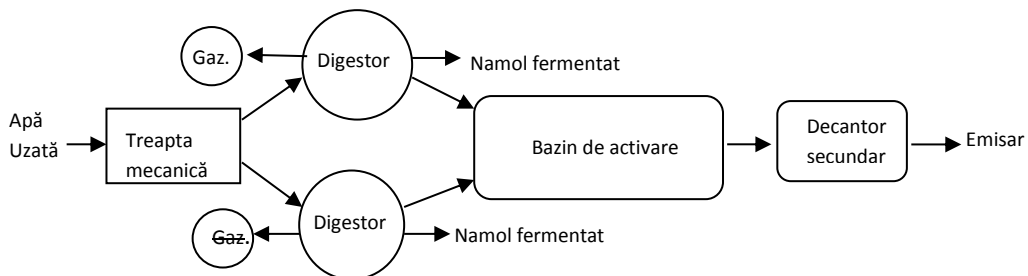 Gaz.
Digestor
Namol fermentat
Apă
Uzată
Treapta
mecanică
Bazin de activare
Decantor
secundar
Emisar
Gaz.
Digestor
Namol fermentat